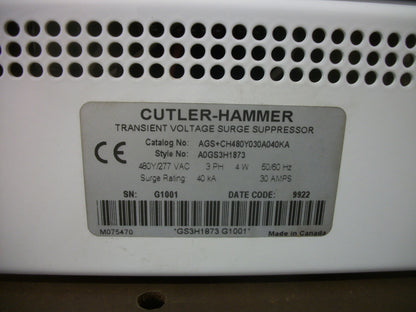 CUTLER-HAMMER
TRANSIENT VOLTAGE SURGE SUPPRESSOR
Catalog No: AGS+CH480Y030A040KA
Style No: A0GS3H1873
CE
480Y/277 VAC 3 PH 4 W 50/60 Hz
Surge Rating: 40 kA 30 AMPS
SN: G1001 DATE CODE: 9922
M075470 "GS3H1873 G1001" Made in Canada